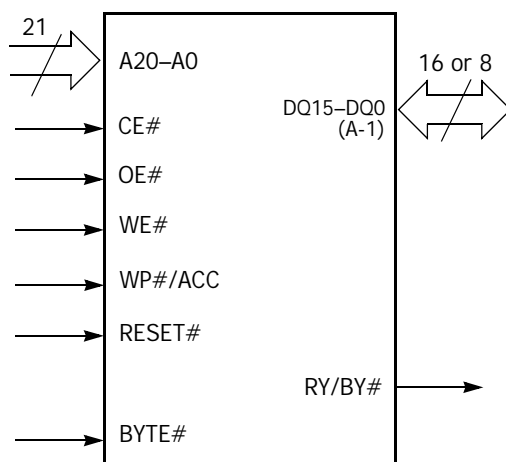 21
A20–A0
16 or 8
DQ15–DQ0
(A-1)
CE#
OE#
WE#
WP#/ACC
RESET#
RY/BY#
BYTE#